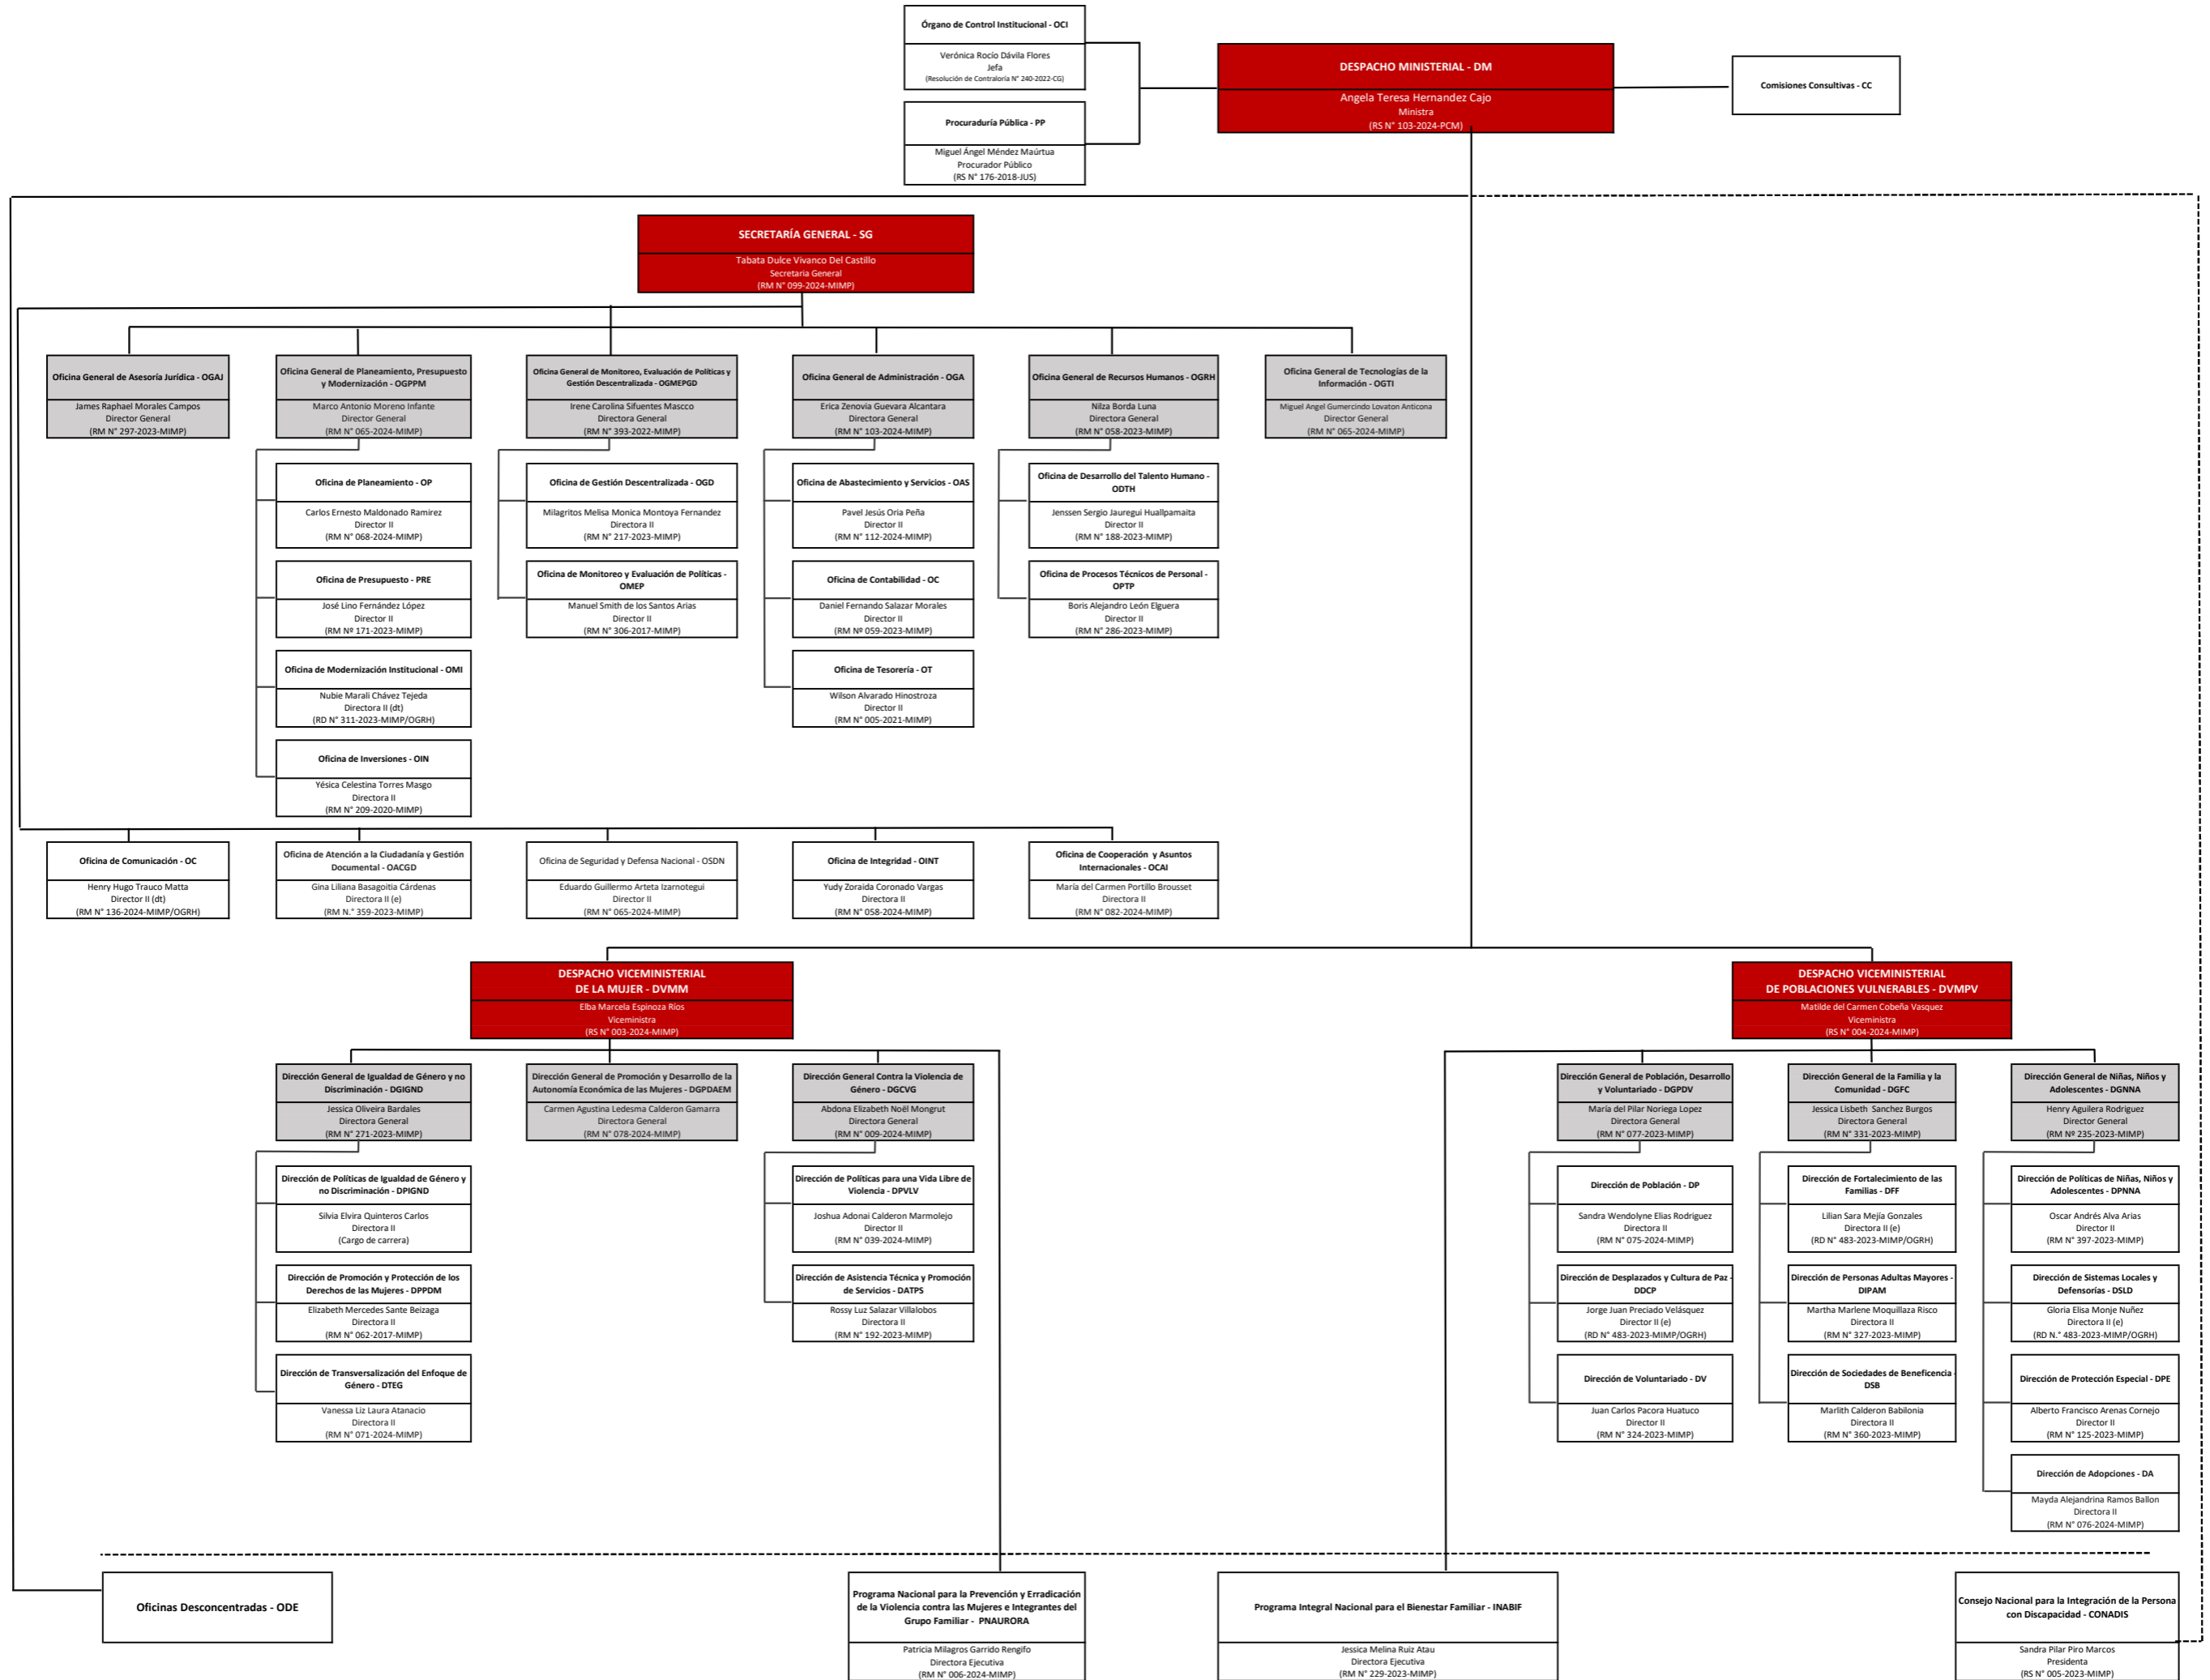 Órgano de Control Institucional - OCI
Verónica Rocío Dávila Flores
Jefa
(Resolución de Contraloría N° 240-2022-CG)
Procuraduría Pública - PP
Miguel Ángel Méndez Maúrtua
Procurador Público
(RS N° 176-2018-JUS)
DESPACHO MINISTERIAL - DM
Angela Teresa Hernandez Cajo
Ministra
(RS N° 103-2024-PCM)
Comisiones Consultivas - CC
SECRETARÍA GENERAL - SG
Tabata Dulce Vivanco Del Castillo
Secretaria General
(RM N° 099-2024-MIMP)
Oficina General de Asesoría Jurídica - OGAJ
James Raphael Morales Campos
Director General
(RM N° 297-2023-MIMP)
Oficina General de Planeamiento, Presupuesto
y Modernización - OGPPM
Marco Antonio Moreno Infante
Director General
(RM N° 065-2024-MIMP)
Oficina General de Monitoreo, Evaluación de Políticas y
Gestión Descentralizada - OGMEPGD
Irene Carolina Sifuentes Mascco
Directora General
(RM N° 393-2022-MIMP)
Oficina General de Administración - OGA
Erica Zenovia Guevara Alcantara
Directora General
(RM N° 103-2024-MIMP)
Oficina General de Recursos Humanos - OGRH
Nilza Borda Luna
Directora General
(RM N° 058-2023-MIMP)
Oficina General de Tecnologías de la
Información - OGTI
Miguel Angel Gumercindo Lovaton Anticona
Director General
(RM N° 065-2024-MIMP)
Oficina de Planeamiento - OP
Carlos Ernesto Maldonado Ramirez
Director II
(RM N° 068-2024-MIMP)
Oficina de Presupuesto - PRE
José Lino Fernández López
Director II
(RM Nº 171-2023-MIMP)
Oficina de Modernización Institucional - OMI
Nubie Marali Chávez Tejeda
Directora II (dt)
(RD N° 311-2023-MIMP/OGRH)
Oficina de Inversiones - OIN
Yésica Celestina Torres Masgo
Directora II
(RM N° 209-2020-MIMP)
Oficina de Gestión Descentralizada - OGD
Milagritos Melisa Monica Montoya Fernandez
Directora II
(RM N° 217-2023-MIMP)
Oficina de Monitoreo y Evaluación de Políticas -
OMEP
Manuel Smith de los Santos Arias
Director II
(RM N° 306-2017-MIMP)
Oficina de Abastecimiento y Servicios - OAS
Pavel Jesús Oria Peña
Director II
(RM N° 112-2024-MIMP)
Oficina de Contabilidad - OC
Daniel Fernando Salazar Morales
Director II
(RM Nº 059-2023-MIMP)
Oficina de Tesorería - OT
Wilson Alvarado Hinostroza
Director II
(RM N° 005-2021-MIMP)
Oficina de Desarrollo del Talento Humano -
ODTH
Jenssen Sergio Jauregui Huallpamaita
Director II
(RM N° 188-2023-MIMP)
Oficina de Procesos Técnicos de Personal -
OPTP
Boris Alejandro León Elguera
Director II
(RM N° 286-2023-MIMP)
Oficina de Comunicación - OC
Henry Hugo Trauco Matta
Director II (dt)
(RM N° 136-2024-MIMP/OGRH)
Oficina de Atención a la Ciudadanía y Gestión
Documental - OACGD
Gina Liliana Basagoitia Cárdenas
Directora II (e)
(RM N.° 359-2023-MIMP)
Oficina de Seguridad y Defensa Nacional - OSDN
Eduardo Guillermo Arteta Izarnotegui
Director II
(RM N° 065-2024-MIMP)
Oficina de Integridad - OINT
Yudy Zoraida Coronado Vargas
Directora II
(RM N° 058-2024-MIMP)
Oficina de Cooperación y Asuntos
Internacionales - OCAI
María del Carmen Portillo Brousset
Directora II
(RM N° 082-2024-MIMP)
DESPACHO VICEMINISTERIAL
DE LA MUJER - DVMM
Elba Marcela Espinoza Ríos
Viceministra
(RS N° 003-2024-MIMP)
DESPACHO VICEMINISTERIAL
DE POBLACIONES VULNERABLES - DVMPV
Matilde del Carmen Cobeña Vasquez
Viceministra
(RS N° 004-2024-MIMP)
Dirección General de Igualdad de Género y no
Discriminación - DGIGND
Jessica Oliveira Bardales
Directora General
(RM N° 271-2023-MIMP)
Dirección General de Promoción y Desarrollo de la
Autonomía Económica de las Mujeres - DGPDAEM
Carmen Agustina Ledesma Calderon Gamarra
Directora General
(RM N° 078-2024-MIMP)
Dirección General Contra la Violencia de
Género - DGCVG
Abdona Elizabeth Noël Mongrut
Directora General
(RM N° 009-2024-MIMP)
Dirección General de Población, Desarrollo
y Voluntariado - DGPDV
María del Pilar Noriega Lopez
Directora General
(RM N° 077-2023-MIMP)
Dirección General de la Familia y la
Comunidad - DGFC
Jessica Lisbeth Sanchez Burgos
Directora General
(RM N° 331-2023-MIMP)
Dirección General de Niñas, Niños y
Adolescentes - DGNNA
Henry Aguilera Rodríguez
Director General
(RM Nº 235-2023-MIMP)
Dirección de Políticas de Igualdad de Género y
no Discriminación - DPIGND
Silvia Elvira Quinteros Carlos
Directora II
(Cargo de carrera)
Dirección de Promoción y Protección de los
Derechos de las Mujeres - DPPDM
Elizabeth Mercedes Sante Beizaga
Directora II
(RM N° 062-2017-MIMP)
Dirección de Transversalización del Enfoque de
Género - DTEG
Vanessa Liz Laura Atanacio
Directora II
(RM N° 071-2024-MIMP)
Dirección de Políticas para una Vida Libre de
Violencia - DPVLV
Joshua Adonai Calderon Marmolejo
Director II
(RM N° 039-2024-MIMP)
Dirección de Asistencia Técnica y Promoción
de Servicios - DATPS
Rossy Luz Salazar Villalobos
Directora II
(RM N° 192-2023-MIMP)
Dirección de Población - DP
Sandra Wendolyne Elias Rodriguez
Directora II
(RM N° 075-2024-MIMP)
Dirección de Desplazados y Cultura de Paz -
DDCP
Jorge Juan Preciado Velásquez
Director II (e)
(RD N° 483-2023-MIMP/OGRH)
Dirección de Voluntariado - DV
Juan Carlos Pacora Huatuco
Director II
(RM N° 324-2023-MIMP)
Dirección de Fortalecimiento de las
Familias - DFF
Lilian Sara Mejía Gonzales
Directora II (e)
(RD N° 483-2023-MIMP/OGRH)
Dirección de Personas Adultas Mayores -
DIPAM
Martha Marlene Moquillaza Risco
Directora II
(RM N° 327-2023-MIMP)
Dirección de Sociedades de Beneficencia -
DSB
Marlith Calderon Babilonia
Directora II
(RM N° 360-2023-MIMP)
Dirección de Políticas de Niñas, Niños y
Adolescentes - DPNNA
Oscar Andrés Alva Arias
Director II
(RM N° 397-2023-MIMP)
Dirección de Sistemas Locales y
Defensorías - DSLD
Gloria Elisa Monje Nuñez
Directora II (e)
(RD N.° 483-2023-MIMP/OGRH)
Dirección de Protección Especial - DPE
Alberto Francisco Arenas Cornejo
Director II
(RM N° 125-2023-MIMP)
Dirección de Adopciones - DA
Mayda Alejandrina Ramos Ballon
Directora II
(RM N° 076-2024-MIMP)
Oficinas Desconcentradas - ODE
Programa Nacional para la Prevención y Erradicación
de la Violencia contra las Mujeres e Integrantes del
Grupo Familiar - PNAURORA
Patricia Milagros Garrido Rengifo
Directora Ejecutiva
(RM N° 006-2024-MIMP)
Programa Integral Nacional para el Bienestar Familiar - INABIF
Jessica Melina Ruiz Atau
Directora Ejecutiva
(RM N° 229-2023-MIMP)
Consejo Nacional para la Integración de la Persona
con Discapacidad - CONADIS
Sandra Pilar Piro Marcos
Presidenta
(RS N° 005-2023-MIMP)